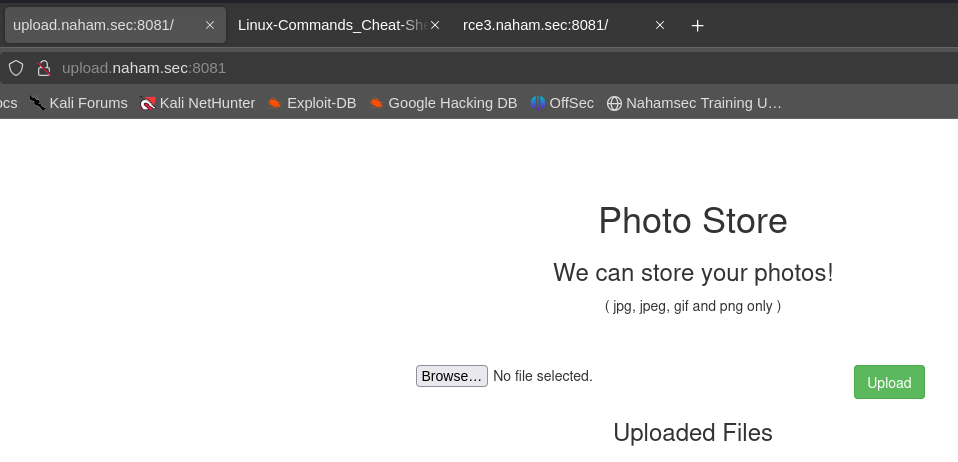 upload.naham.sec:8081/ Linux-Commands_Cheat-She rce3.naham.sec:8081/
upload.naham.sec:8081
ocs Kali Forums Kali NetHunter Exploit-DB Google Hacking DB OffSec Nahamsec Training U…
Photo Store
We can store your photos!
( jpg, jpeg, gif and png only )
Browse… No file selected. Upload
Uploaded Files